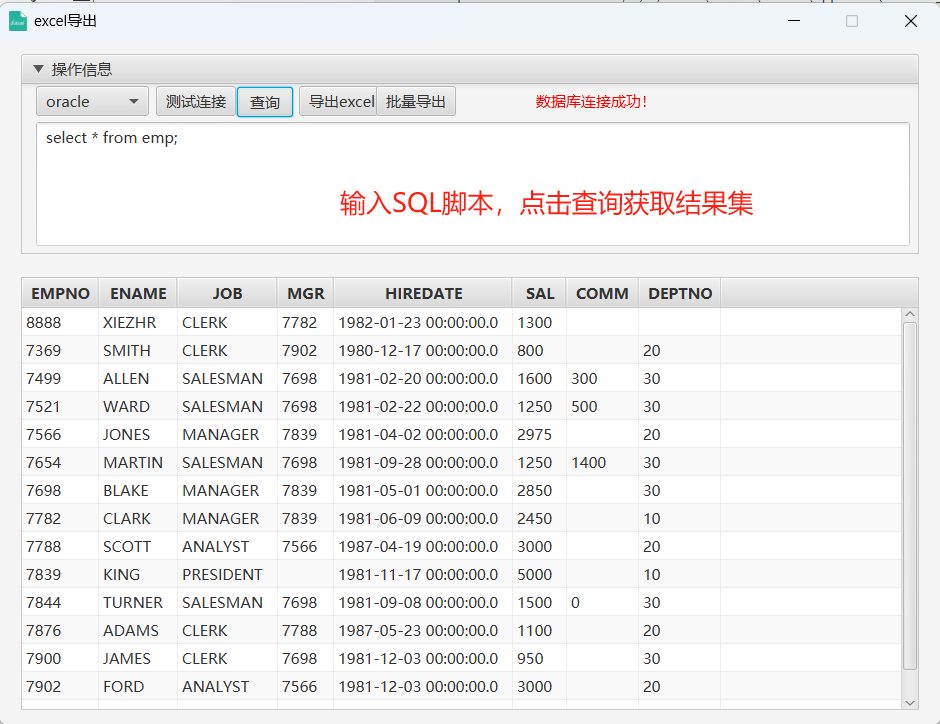 excel导出
操作信息
oracle 测试连接 查询 导出excel 批量导出 数据库连接成功!
select * from emp;
输入SQL脚本，点击查询获取结果集
EMPNO ENAME JOB MGR HIREDATE SAL COMM DEPTNO
8888 XIEZHR CLERK 7782 1982-01-23 00:00:00.0 1300
7369 SMITH CLERK 7902 1980-12-17 00:00:00.0 800 20
7499 ALLEN SALESMAN 7698 1981-02-20 00:00:00.0 1600 300 30
7521 WARD SALESMAN 7698 1981-02-22 00:00:00.0 1250 500 30
7566 JONES MANAGER 7839 1981-04-02 00:00:00.0 2975 20
7654 MARTIN SALESMAN 7698 1981-09-28 00:00:00.0 1250 1400 30
7698 BLAKE MANAGER 7839 1981-05-01 00:00:00.0 2850 30
7782 CLARK MANAGER 7839 1981-06-09 00:00:00.0 2450 10
7788 SCOTT ANALYST 7566 1987-04-19 00:00:00.0 3000 20
7839 KING PRESIDENT 1981-11-17 00:00:00.0 5000 10
7844 TURNER SALESMAN 7698 1981-09-08 00:00:00.0 1500 0 30
7876 ADAMS CLERK 7788 1987-05-23 00:00:00.0 1100 20
7900 JAMES CLERK 7698 1981-12-03 00:00:00.0 950 30
7902 FORD ANALYST 7566 1981-12-03 00:00:00.0 3000 20